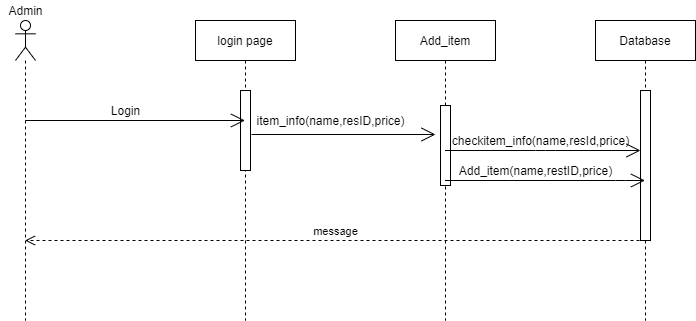 Admin
login page
Add_item
Database
Login
item_info(name,resID,price)
checkitem_info(name,resId,price)
Add_item(name,restID,price)
message